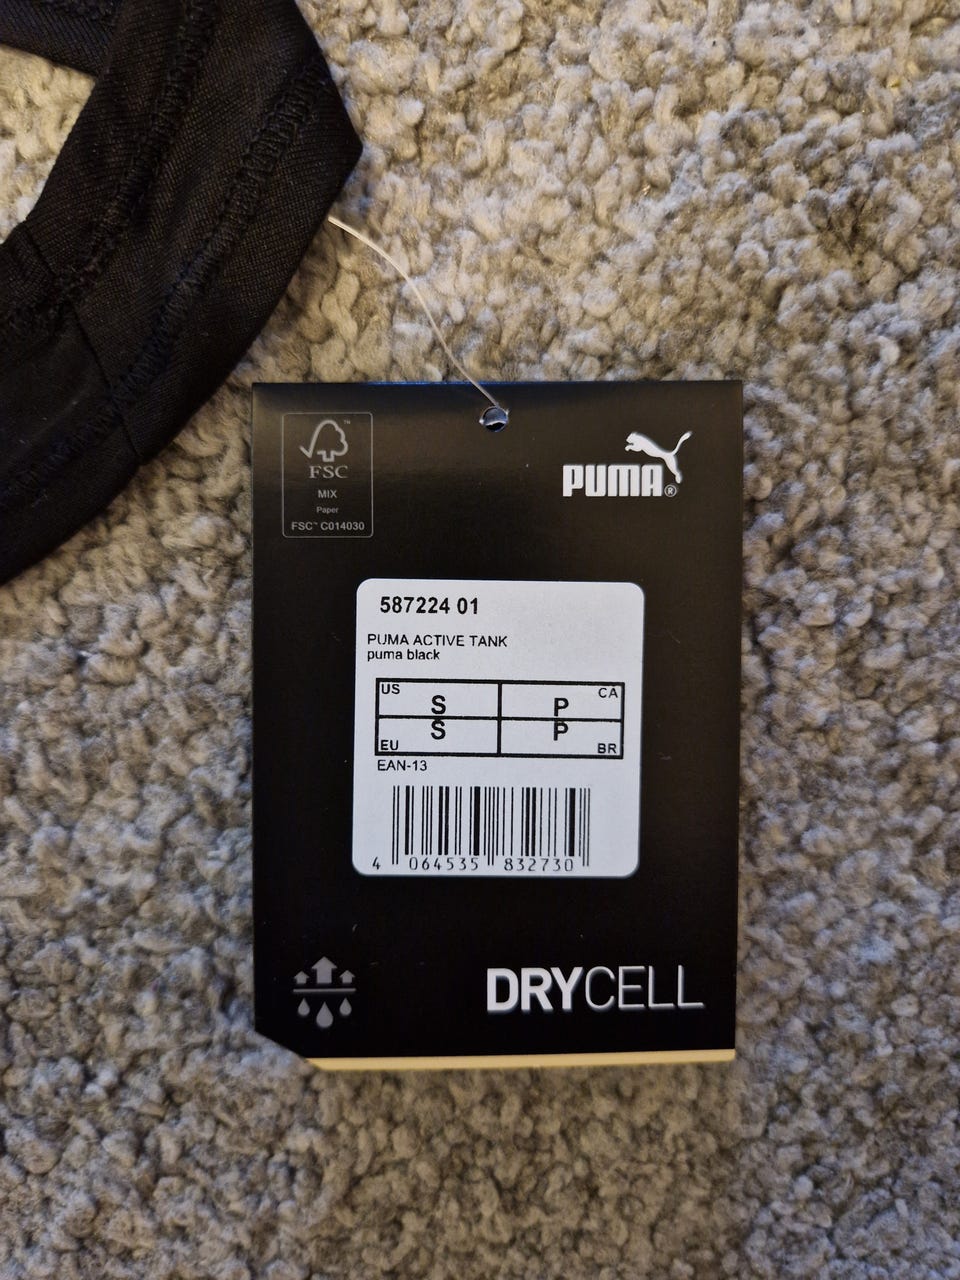 FSC™
MIX
Paper
FSC™ C014030
PUMA®
587224 01
PUMA ACTIVE TANK
puma black
US S P CA
EU S P BR
EAN-13
4 064535 832730
DRYCELL